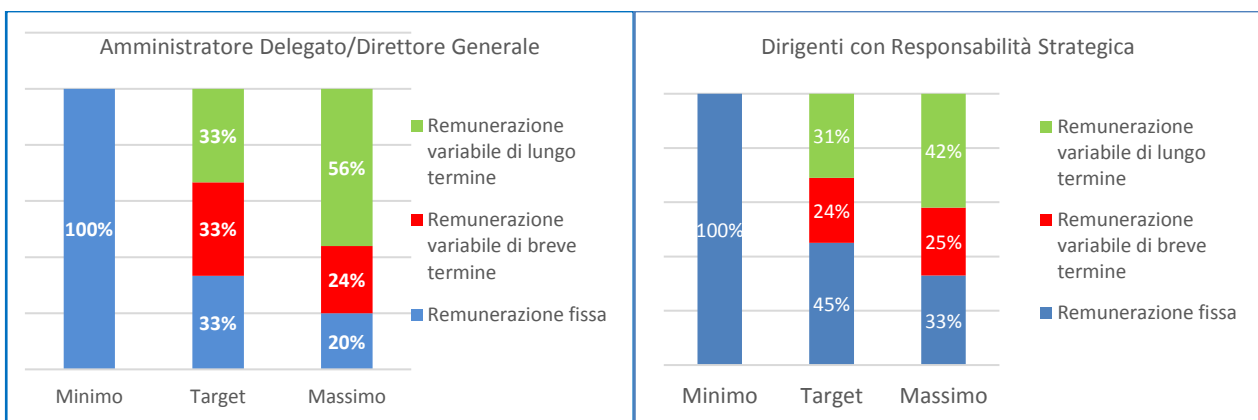 Amministratore Delegato/Direttore Generale
33%
56%
100%
33%
24%
33%
20%
Minimo
Target
Massimo
Remunerazione
variabile di lungo
termine
Remunerazione
variabile di breve
termine
Remunerazione fissa
Dirigenti con Responsabilità Strategica
31%
42%
100%
24%
25%
45%
33%
Minimo
Target
Massimo
Remunerazione
variabile di lungo
termine
Remunerazione
variabile di breve
termine
Remunerazione fissa